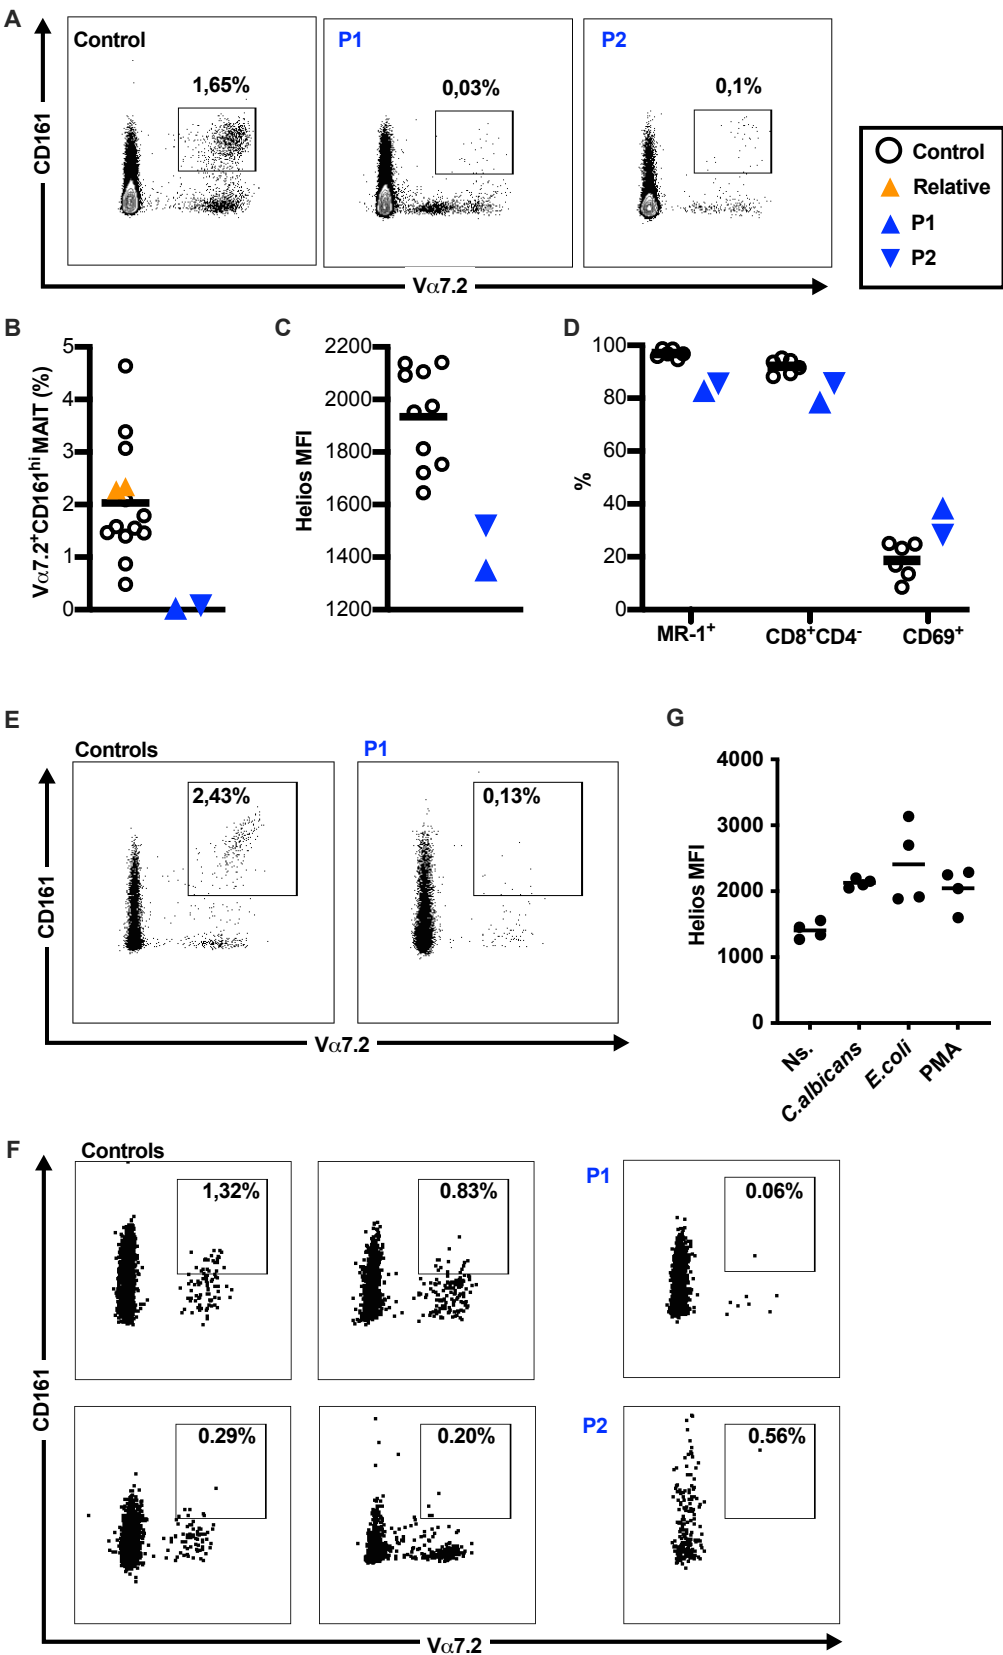 A
Control
P1
P2
1,65%
0,03%
0,1%
CD161
Vα7.2
Control
Relative
P1
P2
B
5
4
3
2
1
0
Vα7.2+CD161hi MAIT (%)
C
2200
2000
1800
1600
1400
1200
Helios MFI
D
100
80
60
40
20
0
%
MR-1+
CD8+CD4-
CD69+
E
Controls
P1
2,43%
0,13%
CD161
Vα7.2
G
4000
3000
2000
1000
0
Helios MFI
Ns.
C.albicans
E.coli
PMA
F
Controls
P1
1,32%
0.83%
0.06%
P2
0.29%
0.20%
0.56%
CD161
Vα7.2